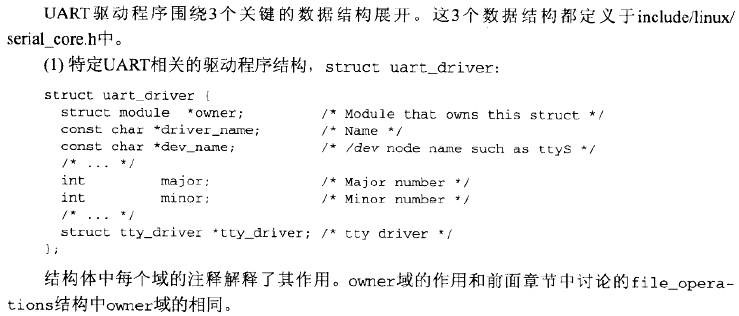 UART驱动程序围绕3个关键的数据结构展开。这3个数据结构都定义于include/linux/
serial_core.h中。
(1) 特定UART相关的驱动程序结构，struct uart_driver:
struct uart_driver {
struct module *owner; /* Module that owns this struct */
const char *driver_name; /* Name */
const char *dev_name; /* /dev node name such as ttyS */
/* ... */
int major; /* Major number */
int minor; /* Minor number */
/* ... */
struct tty_driver *tty_driver; /* tty driver */
};
结构体中每个域的注释解释了其作用。owner域的作用和前面章节中讨论的file_opera-
tions结构中owner域的相同。